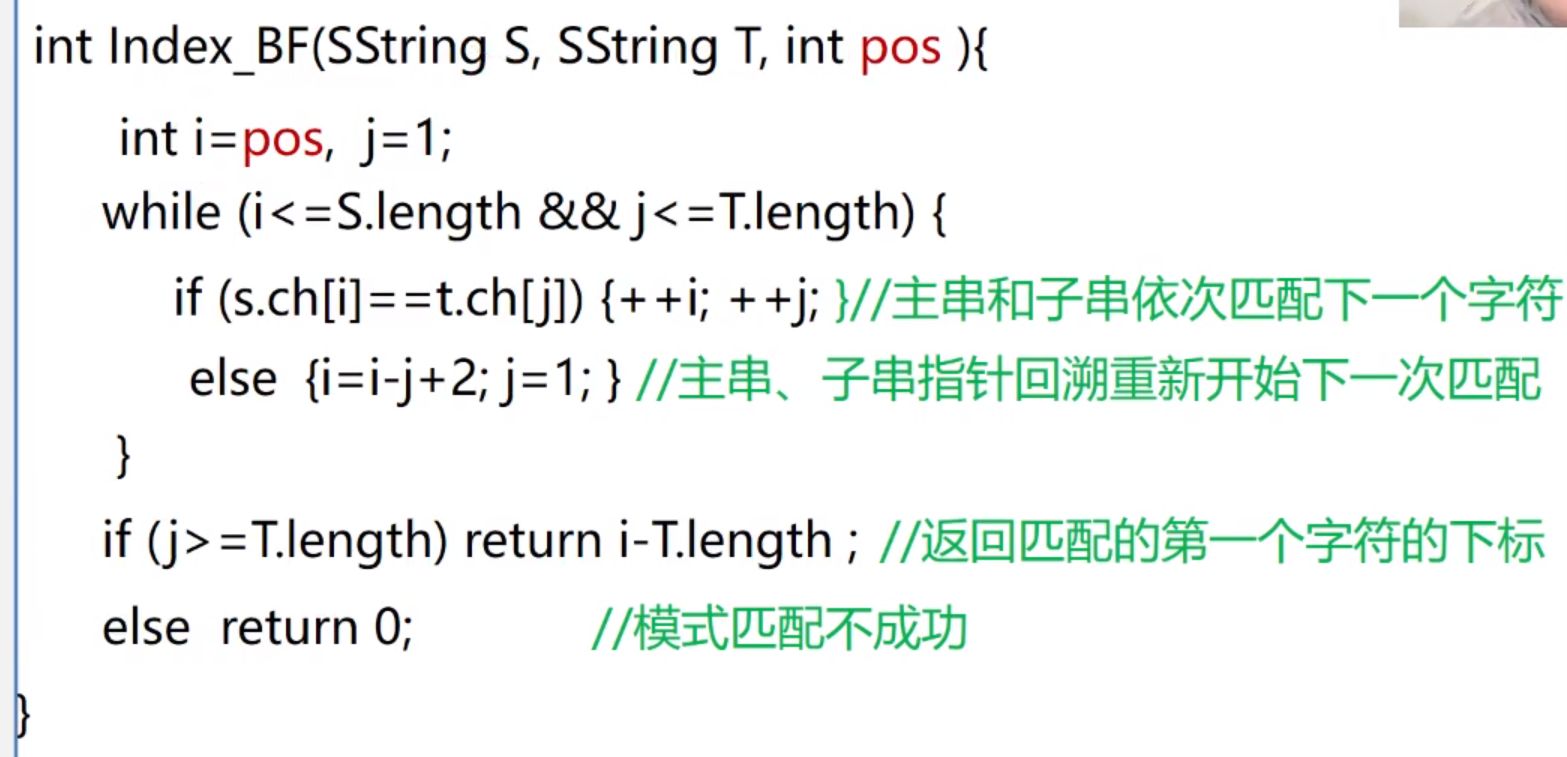 int Index_BF(SString S, SString T, int pos ){
int i=pos, j=1;
while (i<=S.length && j<=T.length) {
if (s.ch[i]==t.ch[j]) {++i; ++j; }//主串和子串依次匹配下一个字符
else {i=i-j+2; j=1; } //主串、子串指针回溯重新开始下一次匹配
}
if (j>=T.length) return i-T.length ; //返回匹配的第一个字符的下标
else return 0; //模式匹配不成功
}